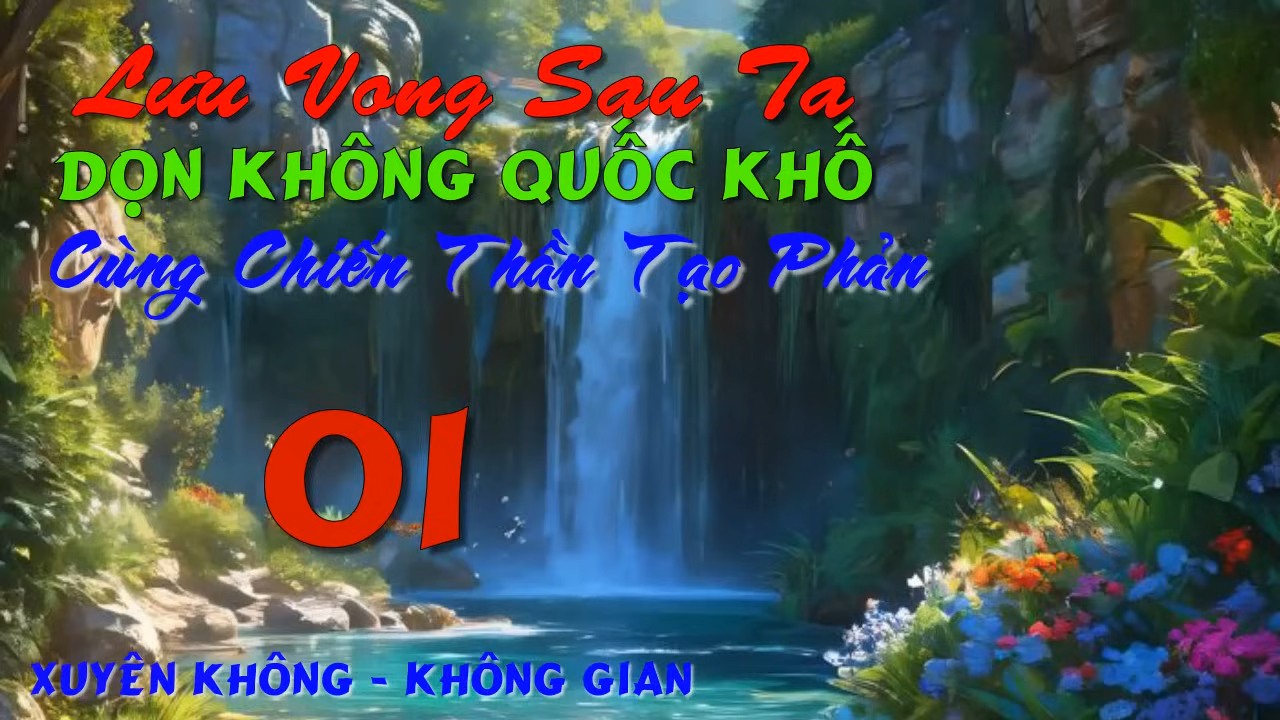 Lưu Vong Sau Ta
DỌN KHÔNG QUỐC KHỐ
Cùng Chiến Thần Tạo Phản
01
XUYÊN KHÔNG - KHÔNG GIAN